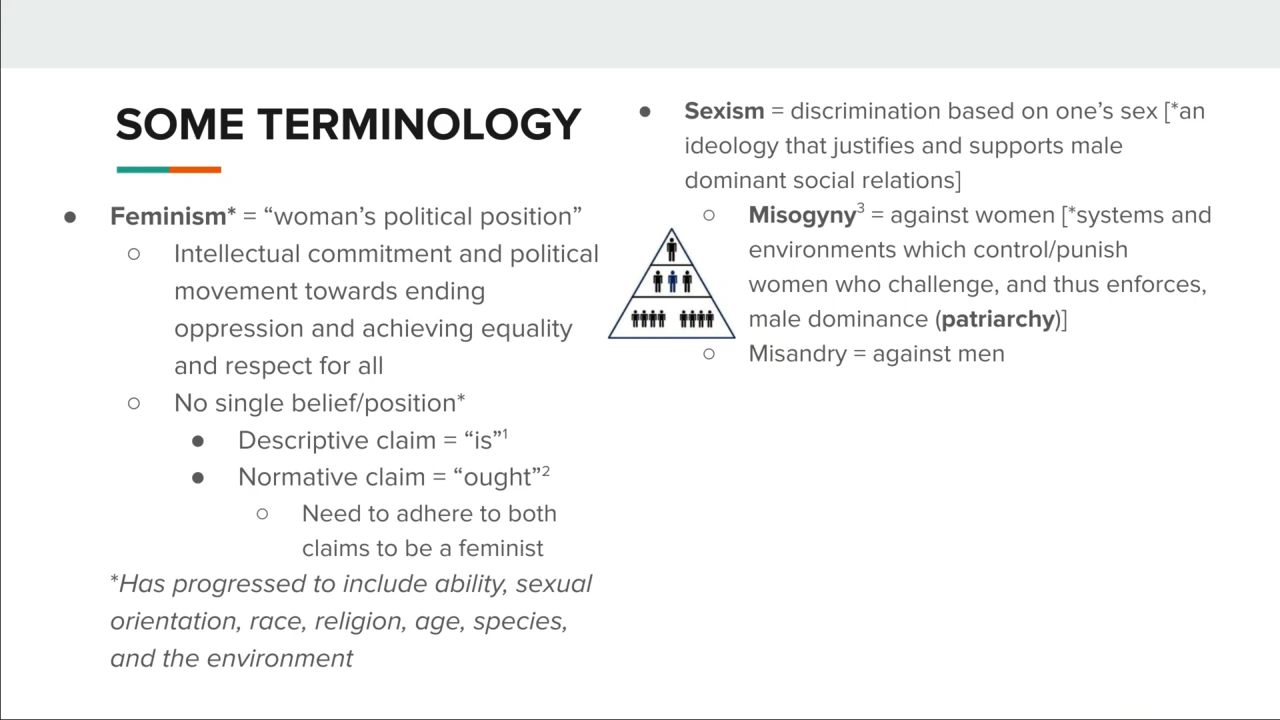 SOME TERMINOLOGY
● Feminism* = “woman’s political position”
○ Intellectual commitment and political
movement towards ending
oppression and achieving equality
and respect for all
○ No single belief/position*
● Descriptive claim = “is”¹
● Normative claim = “ought”²
○ Need to adhere to both
claims to be a feminist
*Has progressed to include ability, sexual
orientation, race, religion, age, species,
and the environment
● Sexism = discrimination based on one’s sex [*an
ideology that justifies and supports male
dominant social relations]
○ Misogyny³ = against women [*systems and
environments which control/punish
women who challenge, and thus enforces,
male dominance (patriarchy)]
○ Misandry = against men